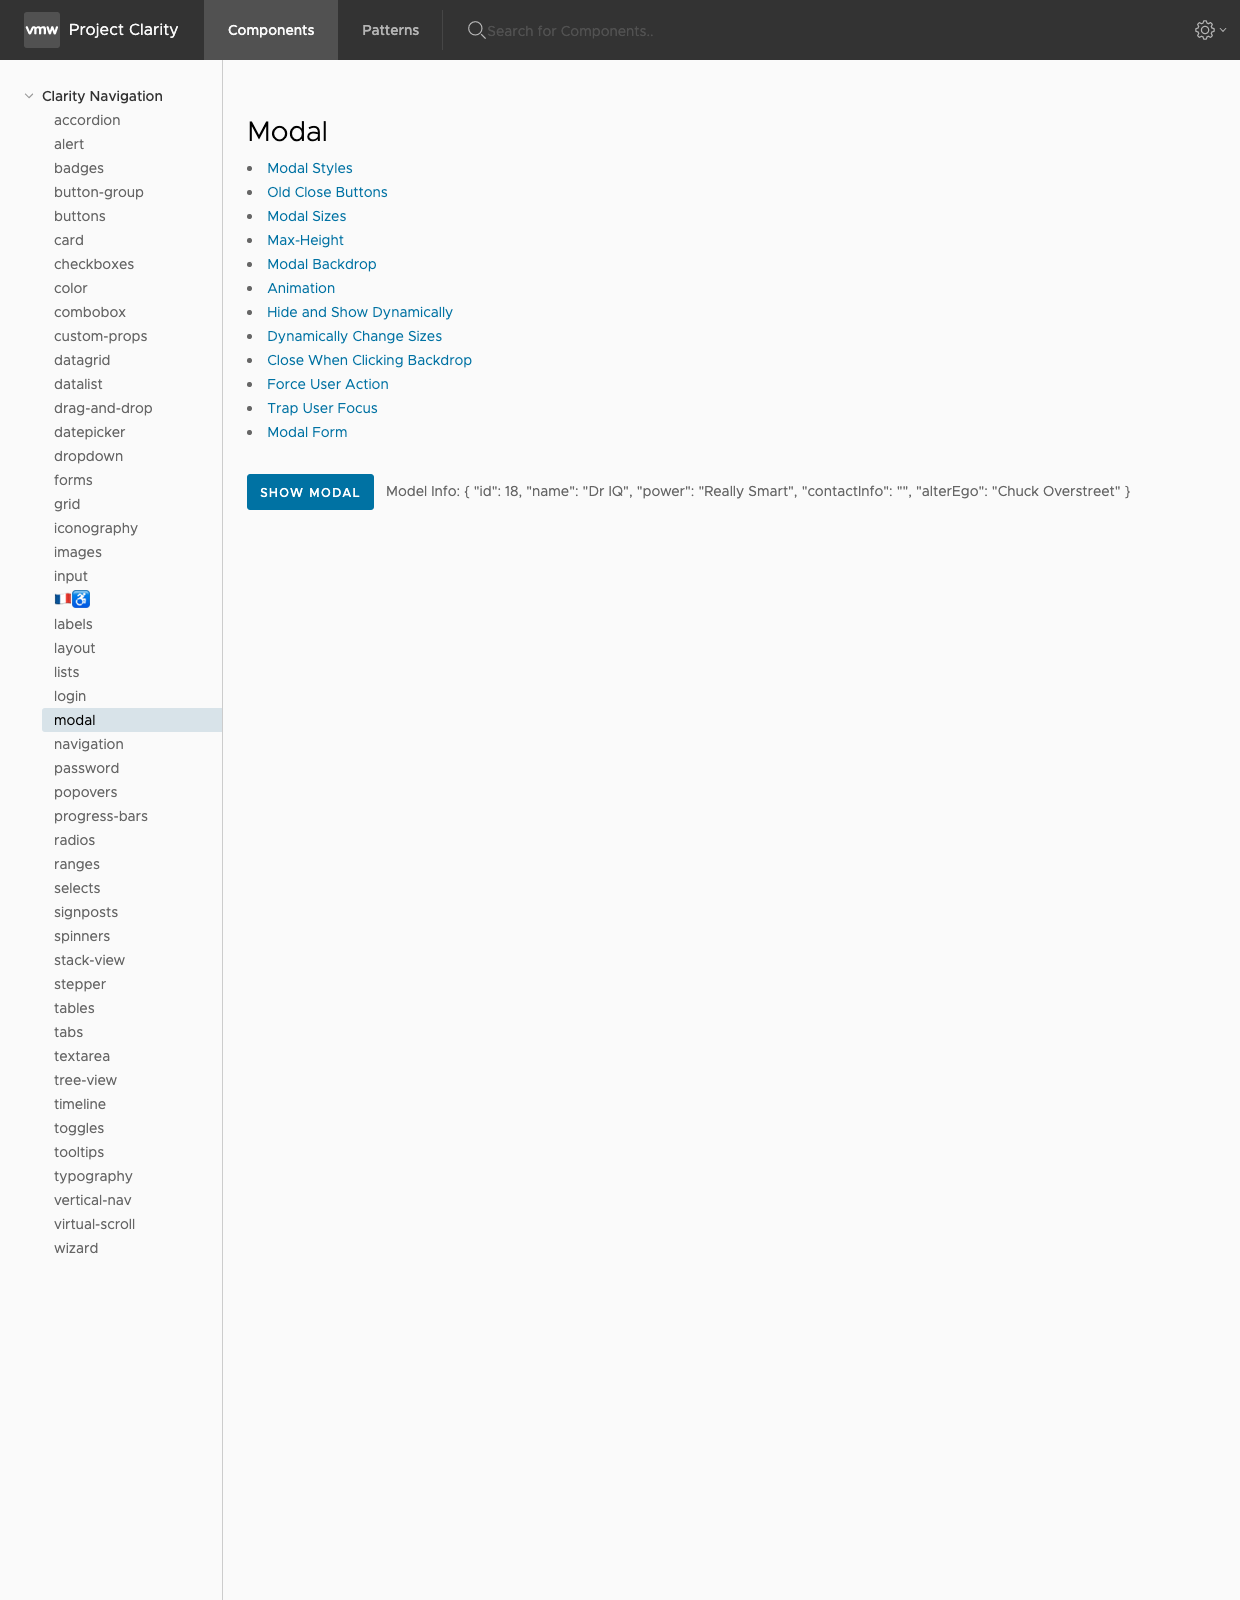 vmw Project Clarity Components Patterns Search for Components..
Clarity Navigation
accordion
alert
badges
button-group
buttons
card
checkboxes
color
combobox
custom-props
datagrid
datalist
drag-and-drop
datepicker
dropdown
forms
grid
iconography
images
input
🇫🇷♿
labels
layout
lists
login
modal
navigation
password
popovers
progress-bars
radios
ranges
selects
signposts
spinners
stack-view
stepper
tables
tabs
textarea
tree-view
timeline
toggles
tooltips
typography
vertical-nav
virtual-scroll
wizard
Modal
Modal Styles
Old Close Buttons
Modal Sizes
Max-Height
Modal Backdrop
Animation
Hide and Show Dynamically
Dynamically Change Sizes
Close When Clicking Backdrop
Force User Action
Trap User Focus
Modal Form
SHOW MODAL Model Info: { "id": 18, "name": "Dr IQ", "power": "Really Smart", "contactInfo": "", "alterEgo": "Chuck Overstreet" }